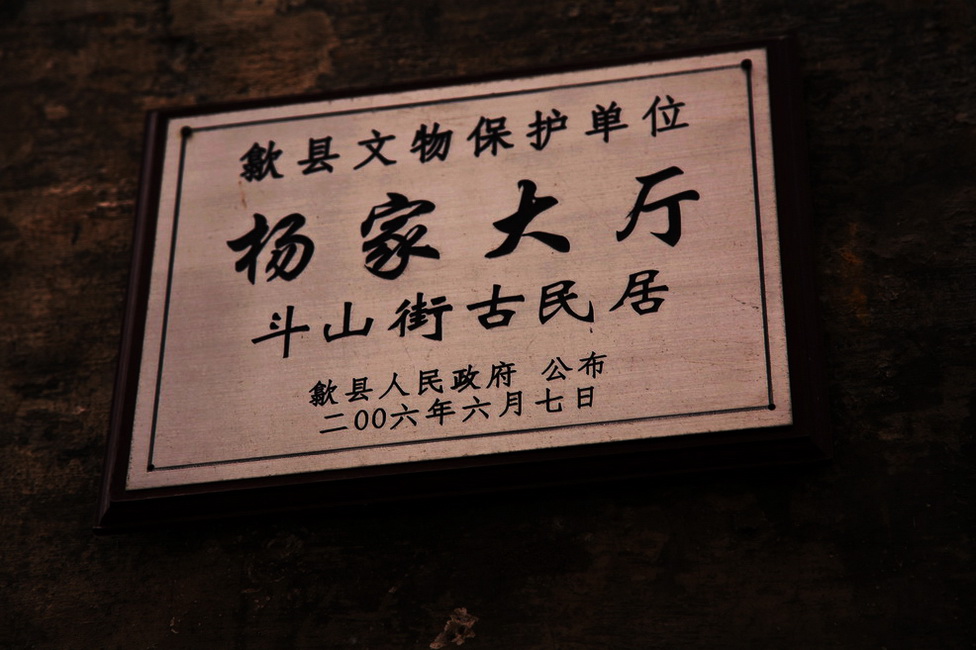 歙县文物保护单位
杨家大厅
斗山街古民居
歙县人民政府 公布
二00六年六月七日